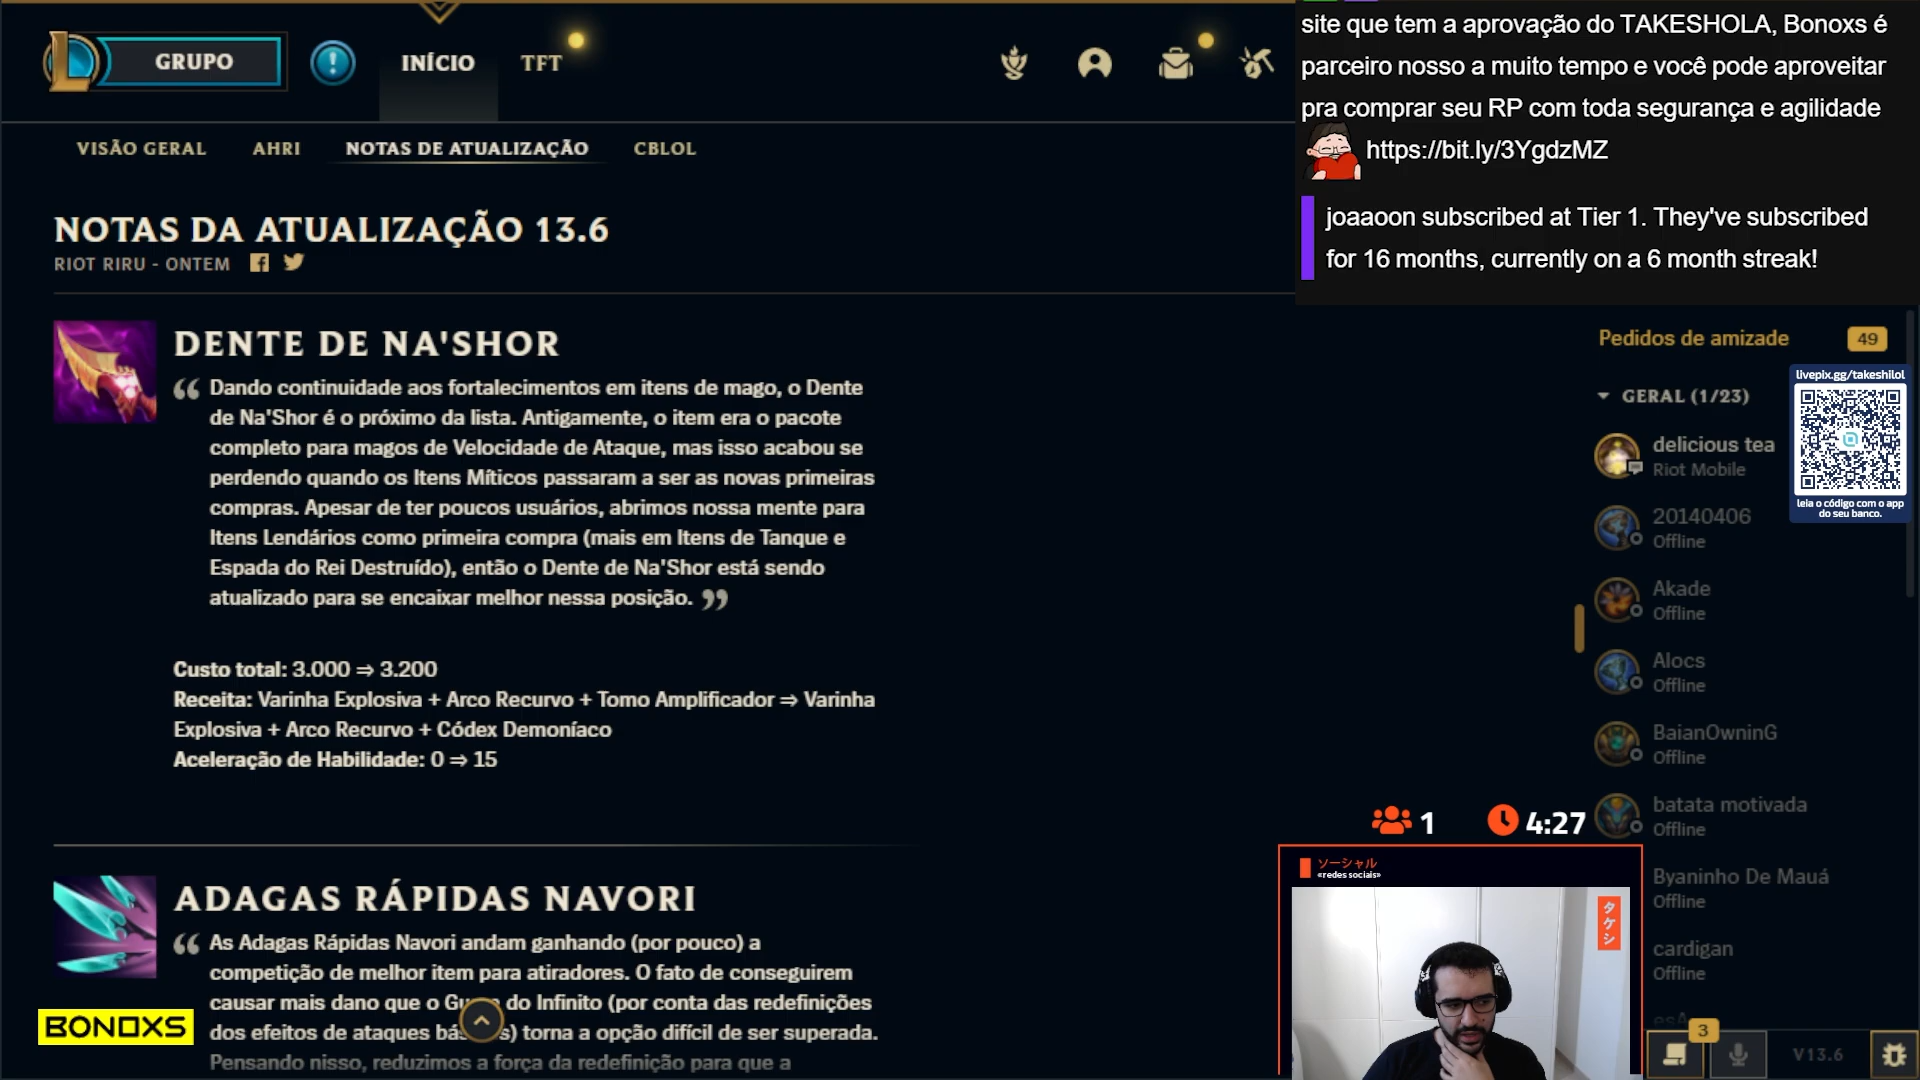 GRUPO
INÍCIO
TFT
VISÃO GERAL
AHRI
NOTAS DE ATUALIZAÇÃO
CBLOL
NOTAS DA ATUALIZAÇÃO 13.6
RIOT RIRU - ONTEM
DENTE DE NA'SHOR
“ Dando continuidade aos fortalecimentos em itens de mago, o Dente
de Na'Shor é o próximo da lista. Antigamente, o item era o pacote
completo para magos de Velocidade de Ataque, mas isso acabou se
perdendo quando os Itens Míticos passaram a ser as novas primeiras
compras. Apesar de ter poucos usuários, abrimos nossa mente para
Itens Lendários como primeira compra (mais em Itens de Tanque e
Espada do Rei Destruído), então o Dente de Na'Shor está sendo
atualizado para se encaixar melhor nessa posição. ”
Custo total: 3.000 ⇒ 3.200
Receita: Varinha Explosiva + Arco Recurvo + Tomo Amplificador ⇒ Varinha
Explosiva + Arco Recurvo + Códex Demoníaco
Aceleração de Habilidade: 0 ⇒ 15
ADAGAS RÁPIDAS NAVORI
“ As Adagas Rápidas Navori andam ganhando (por pouco) a
competição de melhor item para atiradores. O fato de conseguirem
causar mais dano que o do Infinito (por conta das redefinições
dos efeitos de ataques torna a opção difícil de ser superada.
Pensando nisso, reduzimos a força da redefinição para que a
BONOXS
site que tem a aprovação do TAKESHOLA, Bonoxs é
parceiro nosso a muito tempo e você pode aproveitar
pra comprar seu RP com toda segurança e agilidade
https://bit.ly/3YgdzMZ
joaaoon subscribed at Tier 1. They've subscribed
for 16 months, currently on a 6 month streak!
Pedidos de amizade
49
GERAL (1/23)
livepix.gg/takeshilol
leia o código com o app
do seu banco.
delicious tea
Riot Mobile
20140406
Offline
Akade
Offline
Alocs
Offline
BaianOwninG
Offline
batata motivada
Offline
Byaninho De Mauá
Offline
cardigan
Offline
1
4:27
ソーシャル
«redes sociais»
タケシ
3
V13.6